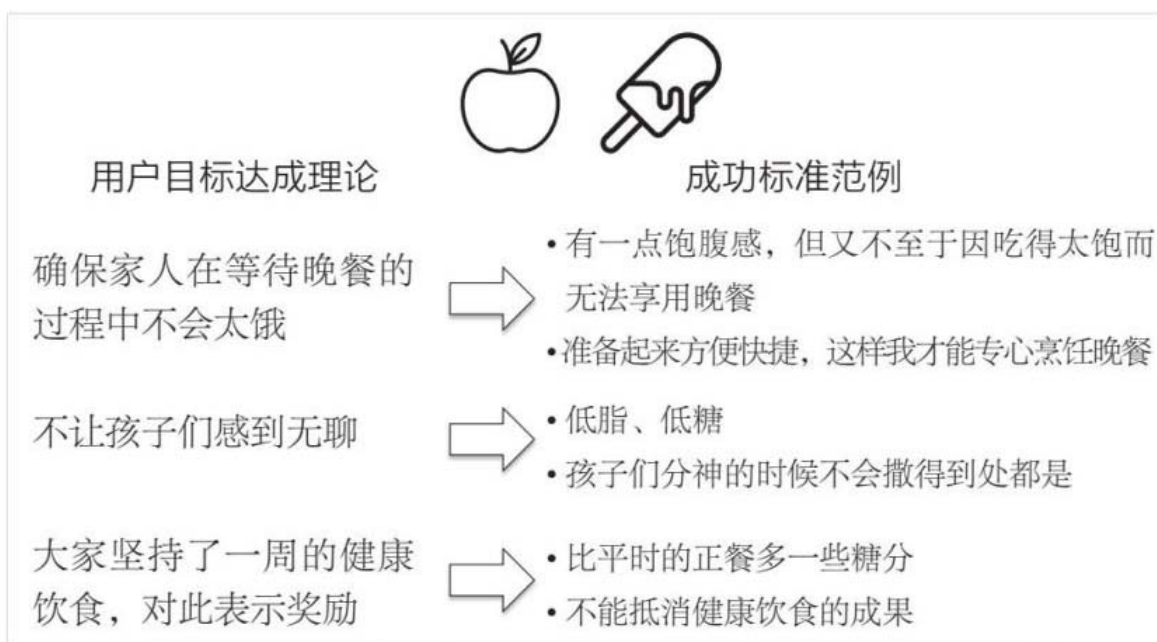 用户目标达成理论
成功标准范例
确保家人在等待晚餐的
过程中不会太饿
• 有一点饱腹感，但又不至于因吃得太饱而
无法享用晚餐
• 准备起来方便快捷，这样我才能专心烹饪晚餐
不让孩子们感到无聊
• 低脂、低糖
• 孩子们分神的时候不会撒得到处都是
大家坚持了一周的健康
饮食，对此表示奖励
• 比平时的正餐多一些糖分
• 不能抵消健康饮食的成果